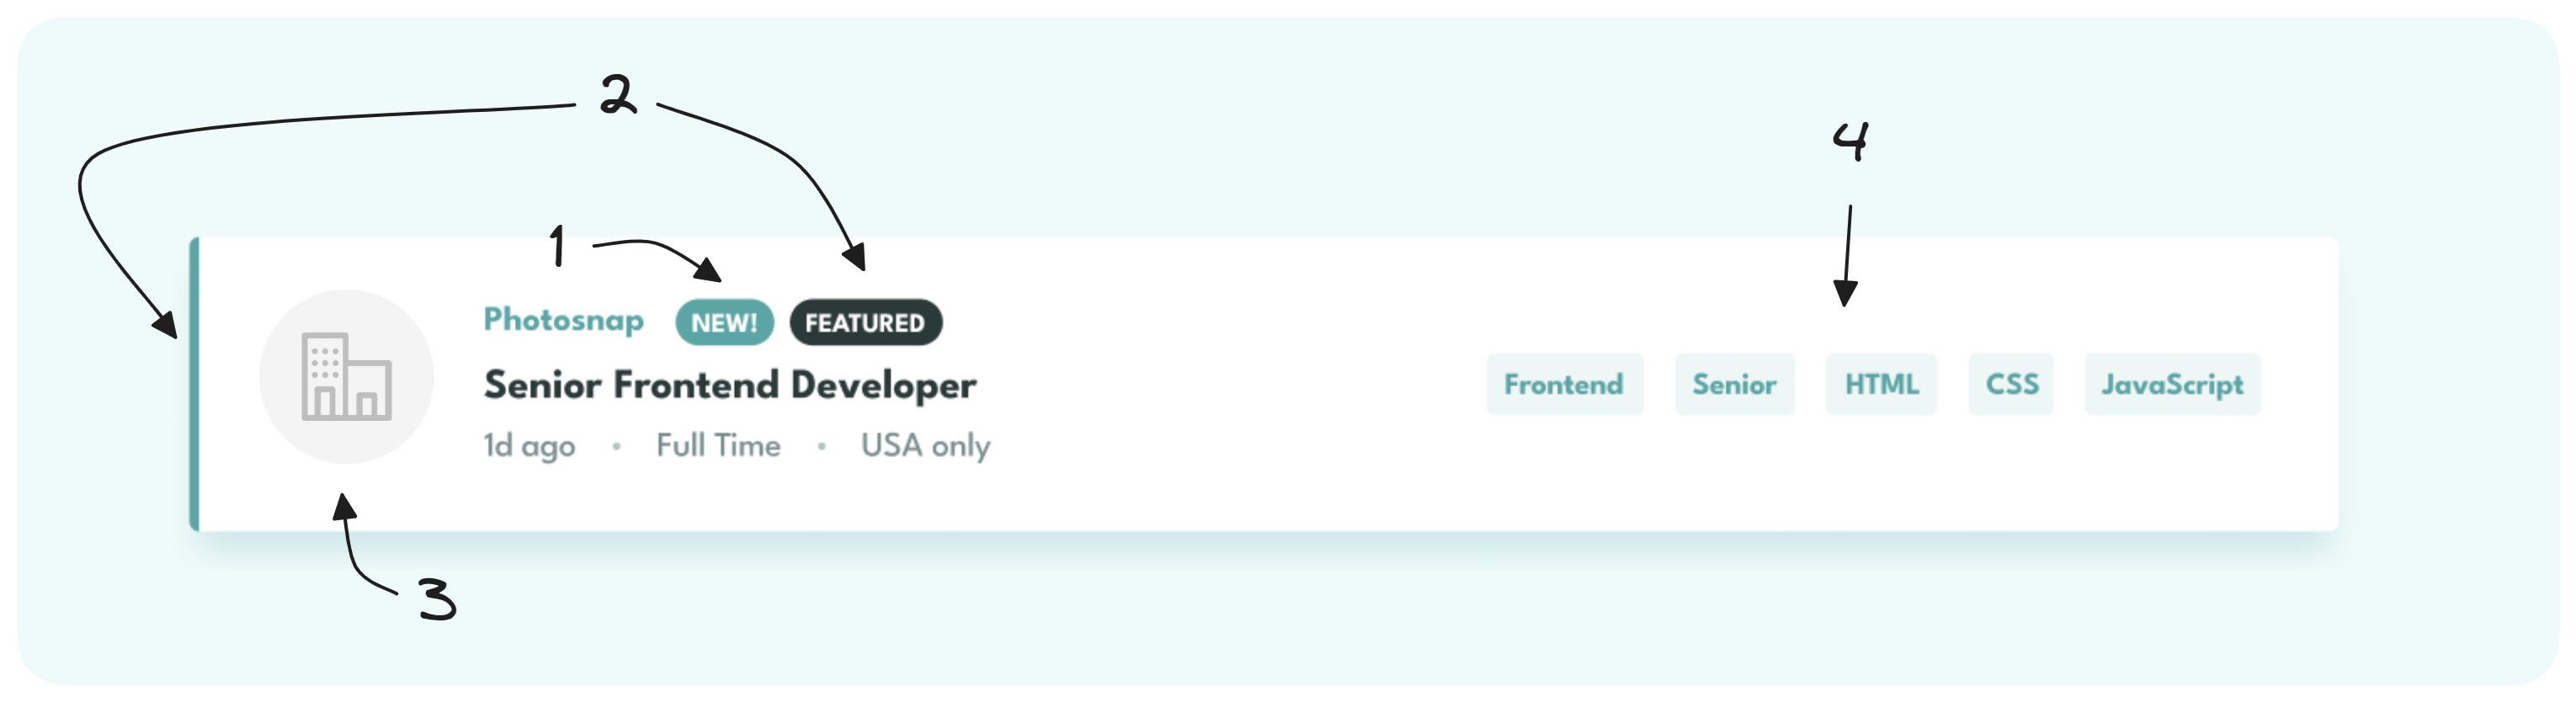 2
4
1
Photosnap NEW! FEATURED
Senior Frontend Developer
1d ago • Full Time • USA only
Frontend Senior HTML CSS JavaScript
3